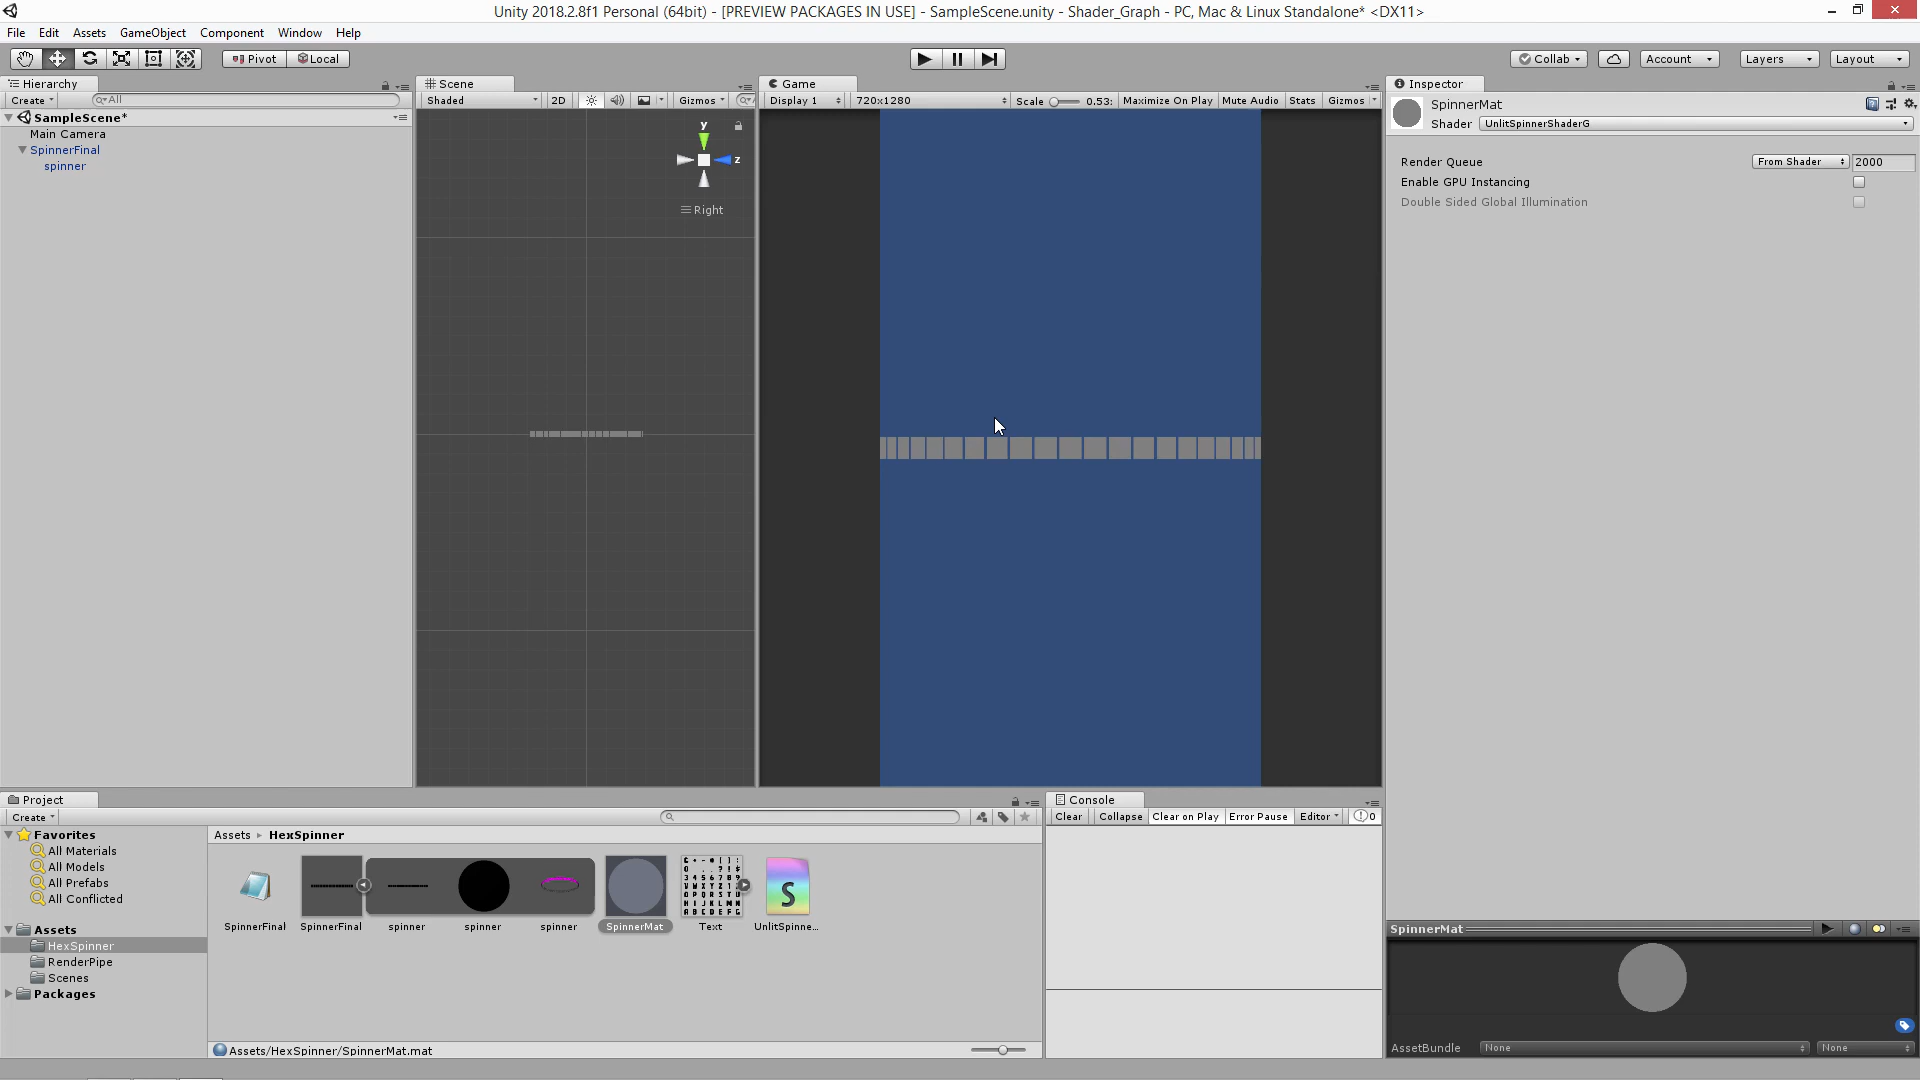 Unity 2018.2.8f1 Personal (64bit) - [PREVIEW PACKAGES IN USE] - SampleScene.unity - Shader_Graph - PC, Mac & Linux Standalone* <DX11>
File Edit Assets GameObject Component Window Help
Pivot Local Collab Account Layers Layout
Hierarchy
Create All
SampleScene*
Main Camera
SpinnerFinal
spinner
Scene
Shaded 2D Gizmos
y
z
Right
Game
Display 1 720x1280 Scale 0.53: Maximize On Play Mute Audio Stats Gizmos
Inspector
SpinnerMat
Shader UnlitSpinnerShaderG
Render Queue From Shader 2000
Enable GPU Instancing
Double Sided Global Illumination
Project
Create
Favorites
All Materials
All Models
All Prefabs
All Conflicted
Assets
HexSpinner
RenderPipe
Scenes
Packages
Assets HexSpinner
SpinnerFinal SpinnerFinal spinner spinner spinner SpinnerMat Text UnlitSpinne...
Assets/HexSpinner/SpinnerMat.mat
Console
Clear Collapse Clear on Play Error Pause Editor 0
SpinnerMat
AssetBundle None None